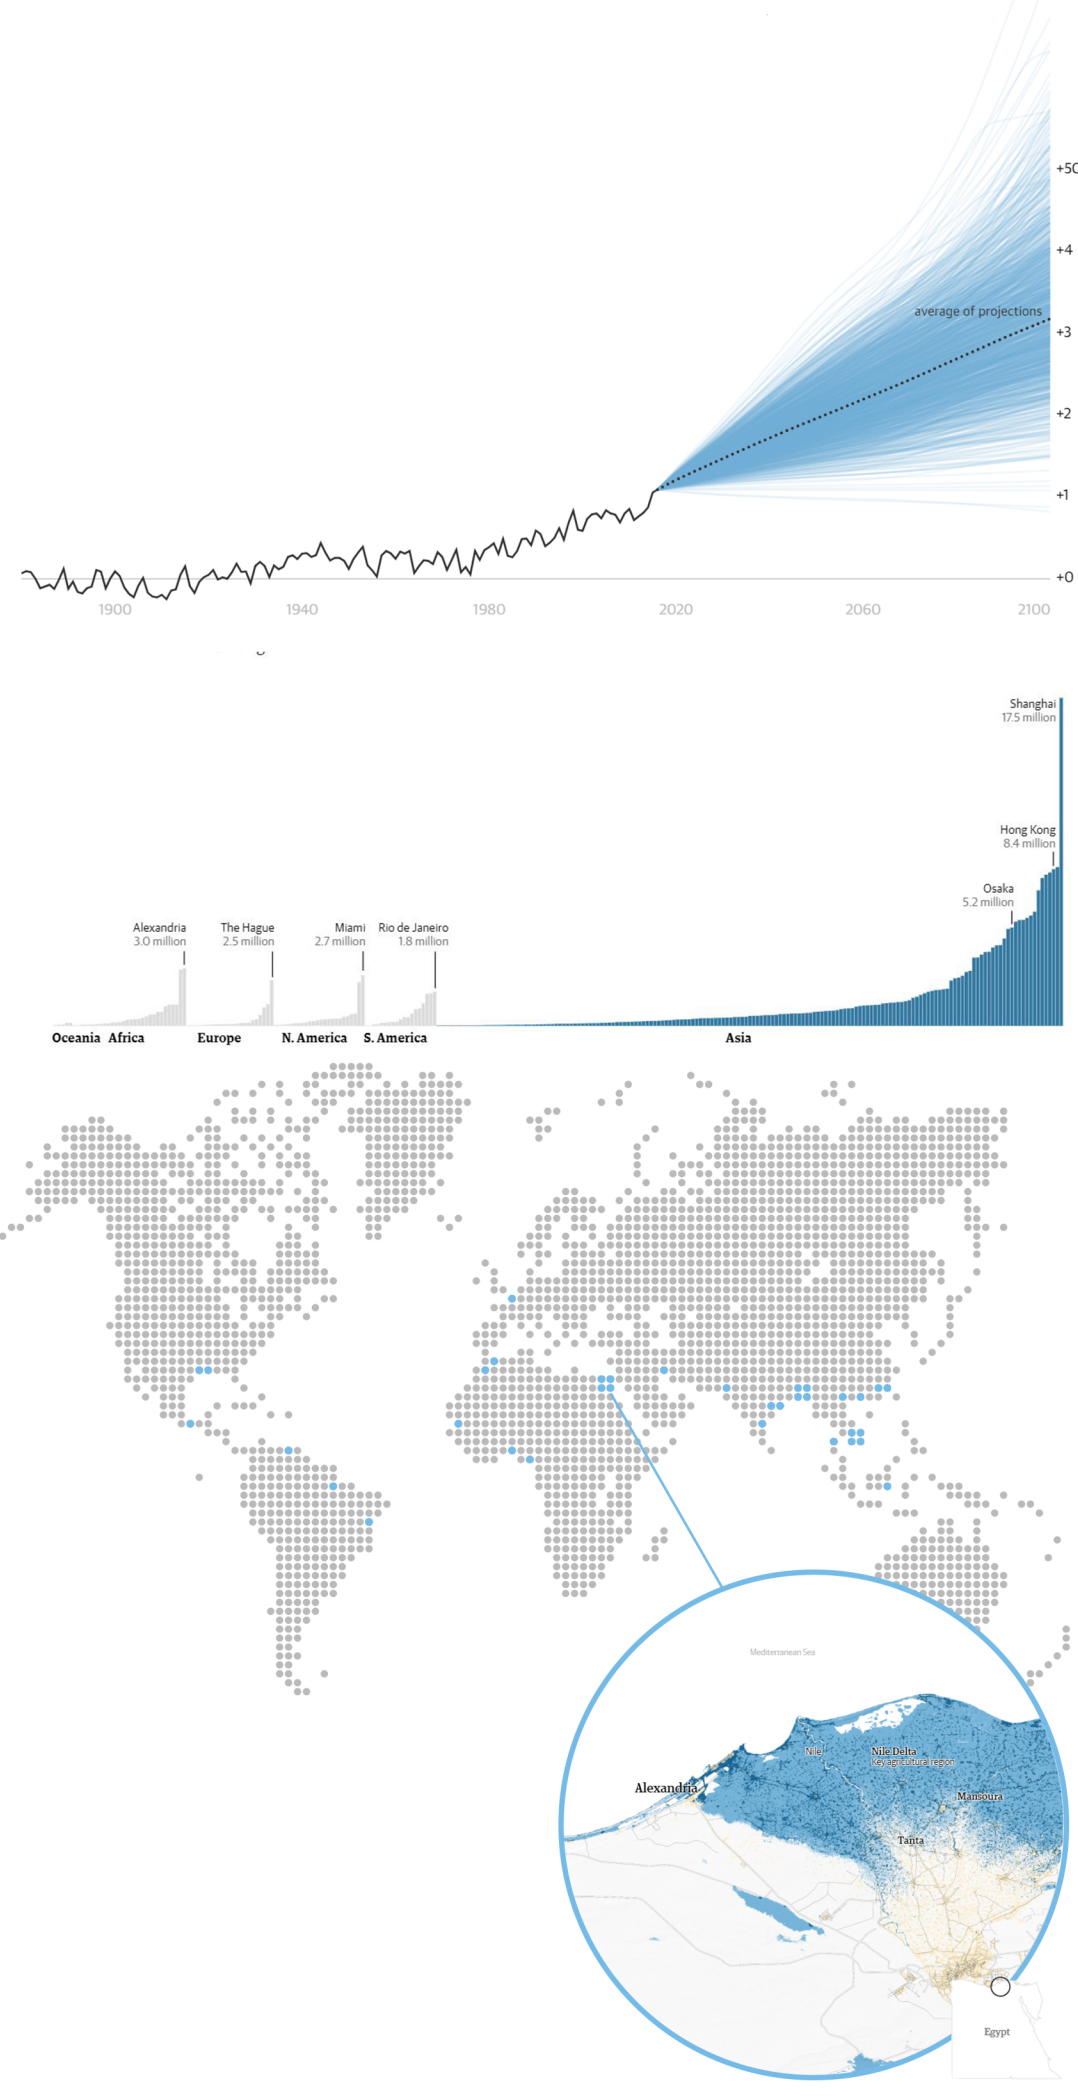 +50
+4
average of projections
+3
+2
+1
+0
1900 1940 1980 2020 2060 2100
g
Shanghai
17.5 million
Hong Kong
8.4 million
Osaka
5.2 million
Alexandria The Hague Miami Rio de Janeiro
3.0 million 2.5 million 2.7 million 1.8 million
Oceania Africa Europe N. America S. America Asia
Mediterranean Sea
Nile
Nile Delta
Key agricultural region
Alexandria
Mansoura
Tanta
Egypt